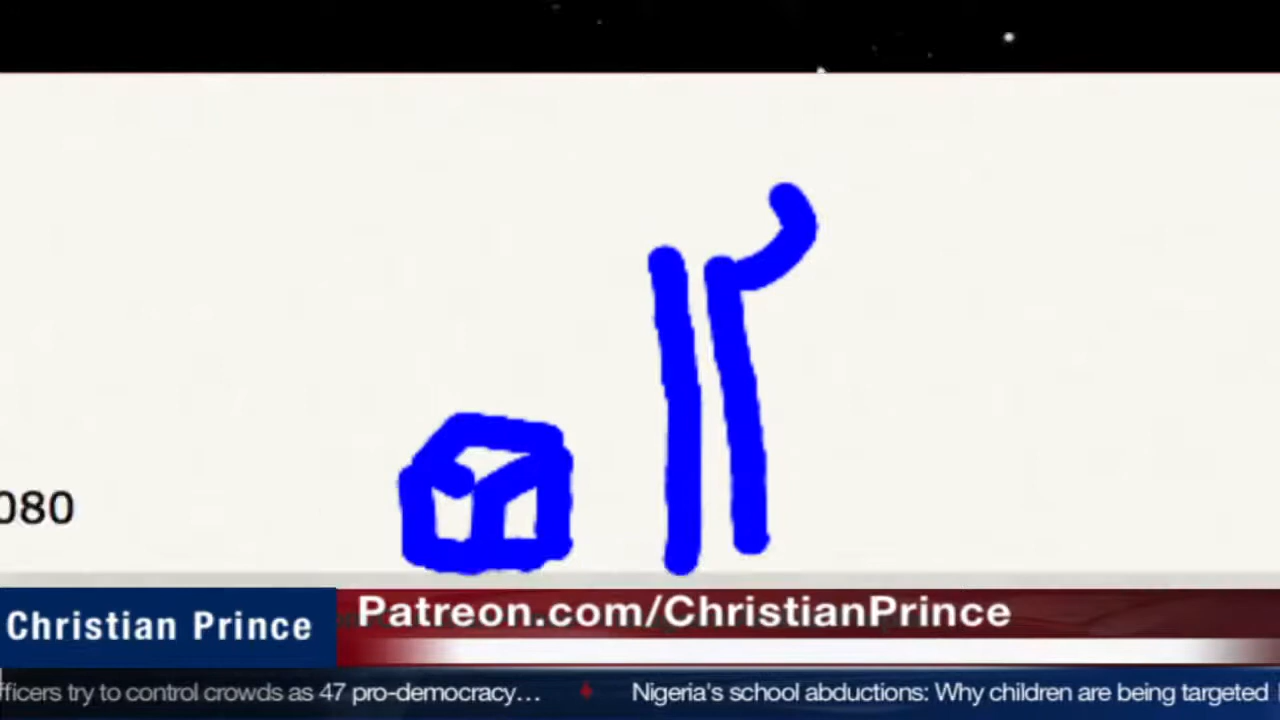 080
Christian Prince
Patreon.com/ChristianPrince
fficers try to control crowds as 47 pro-democracy… Nigeria's school abductions: Why children are being targeted